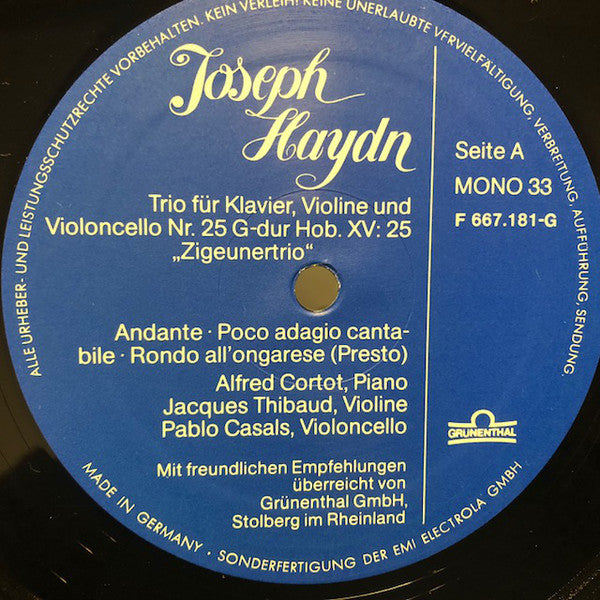 ALLE URHEBER- UND LEISTUNGSSCHUTZRECHTE VORBEHALTEN. KEIN VERLEIH! KEINE UNERLAUBTE VERVIELFÄLTIGUNG, VERBREITUNG, AUFFÜHRUNG, SENDUNG.
Joseph
Haydn
Seite A
MONO 33
F 667.181-G
Trio für Klavier, Violine und
Violoncello Nr. 25 G-dur Hob. XV: 25
„Zigeunertrio“
Andante · Poco adagio canta-
bile · Rondo all'ongarese (Presto)
Alfred Cortot, Piano
Jacques Thibaud, Violine
Pablo Casals, Violoncello
GRÜNENTHAL
Mit freundlichen Empfehlungen
überreicht von
Grünenthal GmbH,
Stolberg im Rheinland
MADE IN GERMANY · SONDERFERTIGUNG DER EMI ELECTROLA GMBH